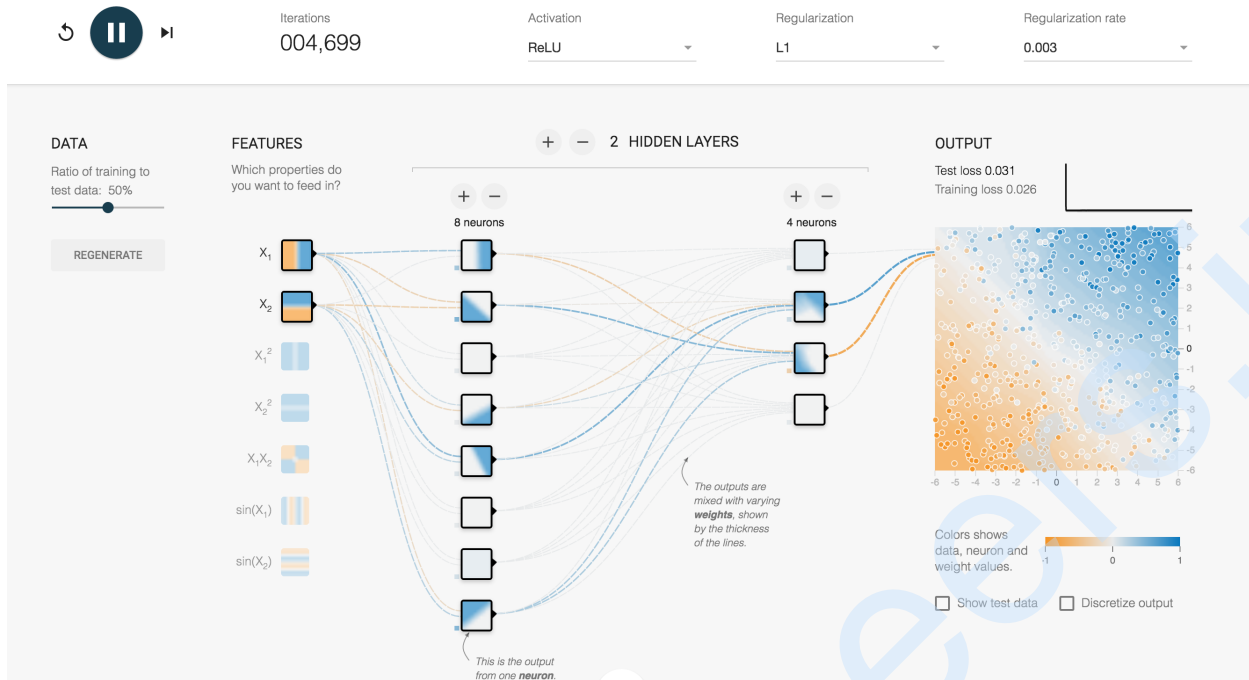 Iterations
004,699
Activation
ReLU
Regularization
L1
Regularization rate
0.003
DATA
Ratio of training to
test data: 50%
REGENERATE
FEATURES
Which properties do
you want to feed in?
X₁
X₂
X₁²
X₂²
X₁X₂
sin(X₁)
sin(X₂)
+ − 2 HIDDEN LAYERS
+ −
8 neurons
This is the output
from one neuron.
+ −
4 neurons
The outputs are
mixed with varying
weights, shown
by the thickness
of the lines.
OUTPUT
Test loss 0.031
Training loss 0.026
6
5
4
3
2
1
0
-1
-2
-3
-4
-5
-6
-6 -5 -4 -3 -2 -1 0 1 2 3 4 5 6
Colors shows
data, neuron and
weight values.
-1 0 1
Show test data
Discretize output